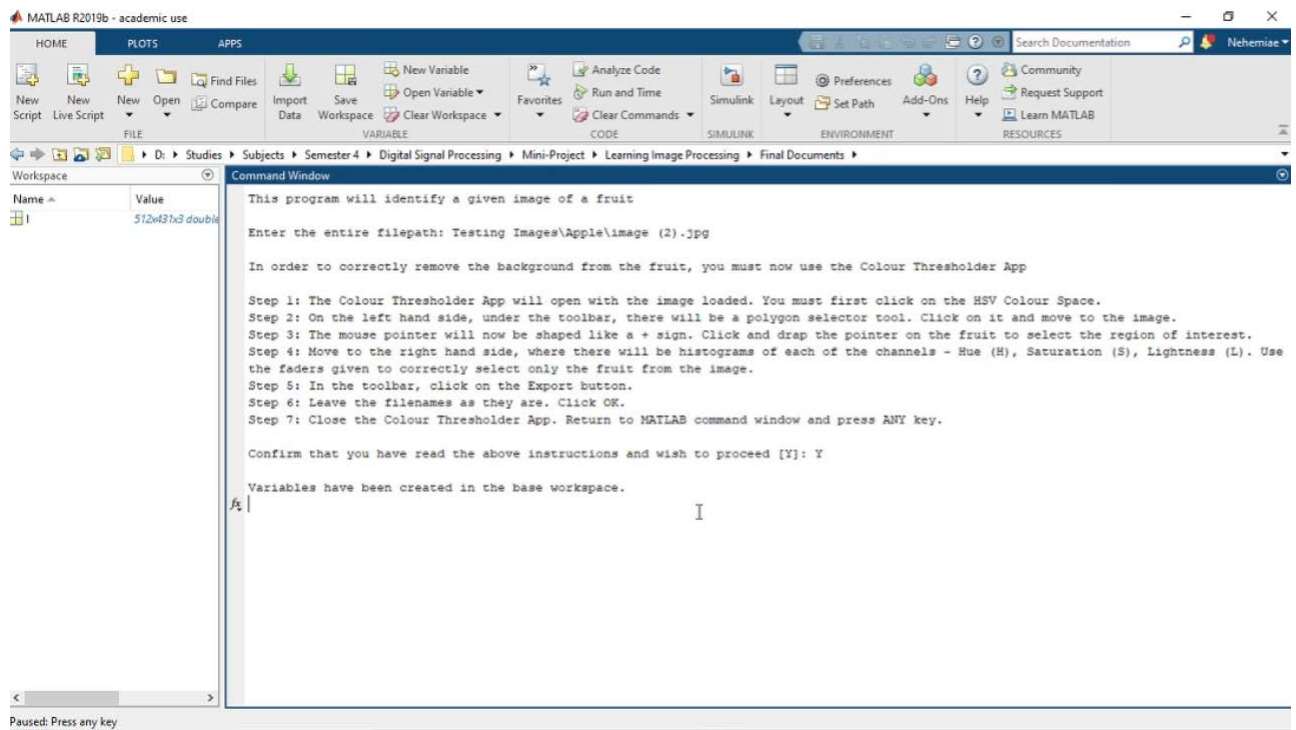 MATLAB R2019b - academic use
HOME PLOTS APPS
Search Documentation
Nehemiae
New Script
New Live Script
New
Open
Find Files
Compare
Import Data
Save Workspace
New Variable
Open Variable
Clear Workspace
Favorites
Analyze Code
Run and Time
Clear Commands
Simulink
Layout
Preferences
Set Path
Add-Ons
Help
Community
Request Support
Learn MATLAB
FILE VARIABLE CODE SIMULINK ENVIRONMENT RESOURCES
D: Studies Subjects Semester 4 Digital Signal Processing Mini-Project Learning Image Processing Final Documents
Workspace
Name Value
I 512x431x3 double
Command Window
This program will identify a given image of a fruit
Enter the entire filepath: Testing Images\Apple\image (2).jpg
In order to correctly remove the background from the fruit, you must now use the Colour Thresholder App
Step 1: The Colour Thresholder App will open with the image loaded. You must first click on the HSV Colour Space.
Step 2: On the left hand side, under the toolbar, there will be a polygon selector tool. Click on it and move to the image.
Step 3: The mouse pointer will now be shaped like a + sign. Click and drap the pointer on the fruit to select the region of interest.
Step 4: Move to the right hand side, where there will be histograms of each of the channels - Hue (H), Saturation (S), Lightness (L). Use
the faders given to correctly select only the fruit from the image.
Step 5: In the toolbar, click on the Export button.
Step 6: Leave the filenames as they are. Click OK.
Step 7: Close the Colour Thresholder App. Return to MATLAB command window and press ANY key.
Confirm that you have read the above instructions and wish to proceed [Y]: Y
Variables have been created in the base workspace.
fx
Paused: Press any key